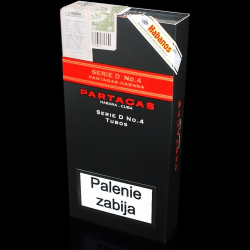 Habanos
SERIE D No.4
PARTAGAS HABANA
PARTAGAS
HABANA - CUBA
SERIE D No.4
TUBOS
Palenie
zabija